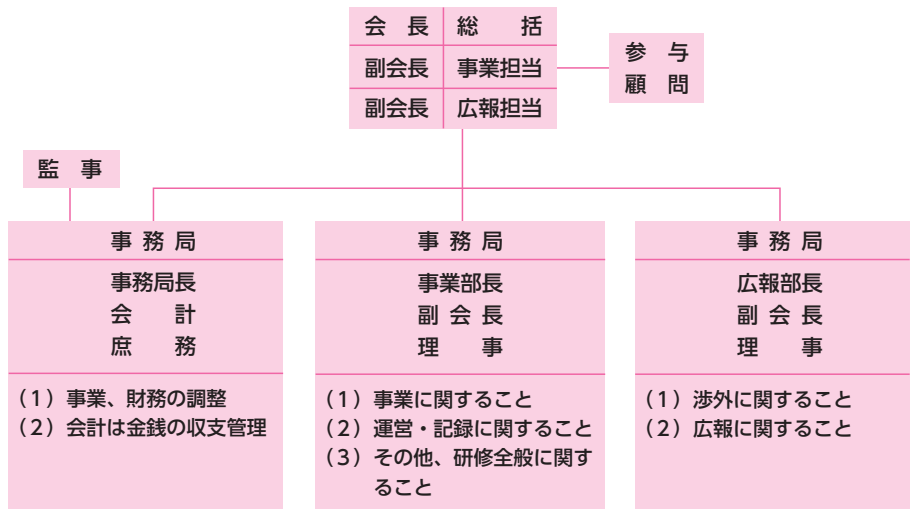 会長 総括
副会長 事業担当
副会長 広報担当
参与
顧問
監事
事務局
事務局長
会計
庶務
（1）事業、財務の調整
（2）会計は金銭の収支管理
事務局
事業部長
副会長
理事
（1）事業に関すること
（2）運営・記録に関すること
（3）その他、研修全般に関す
ること
事務局
広報部長
副会長
理事
（1）渉外に関すること
（2）広報に関すること